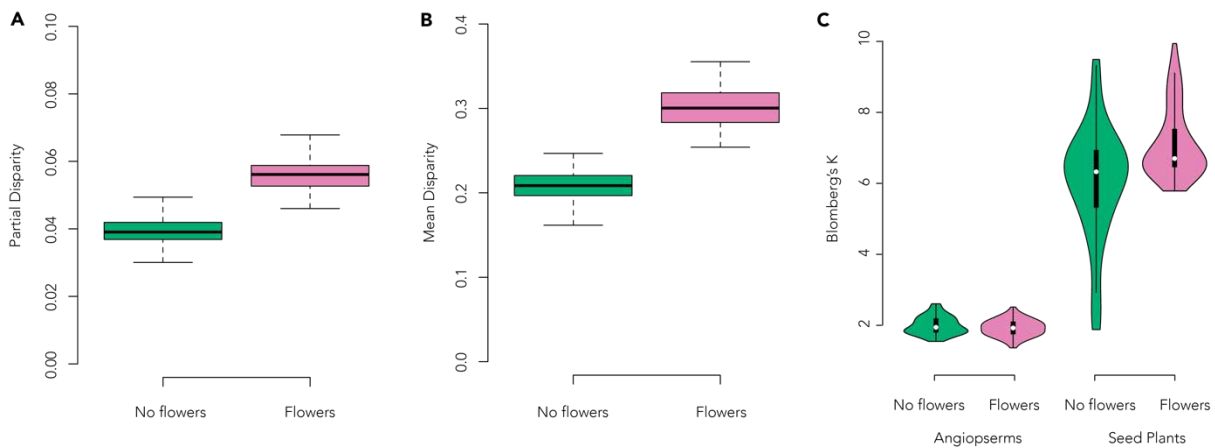 A
Partial Disparity
0.10
0.08
0.06
0.04
0.02
0.00
No flowers
Flowers
B
Mean Disparity
0.4
0.3
0.2
0.1
0.0
No flowers
Flowers
C
Blomberg's K
10
8
6
4
2
No flowers Flowers No flowers Flowers
Angiopserms Seed Plants